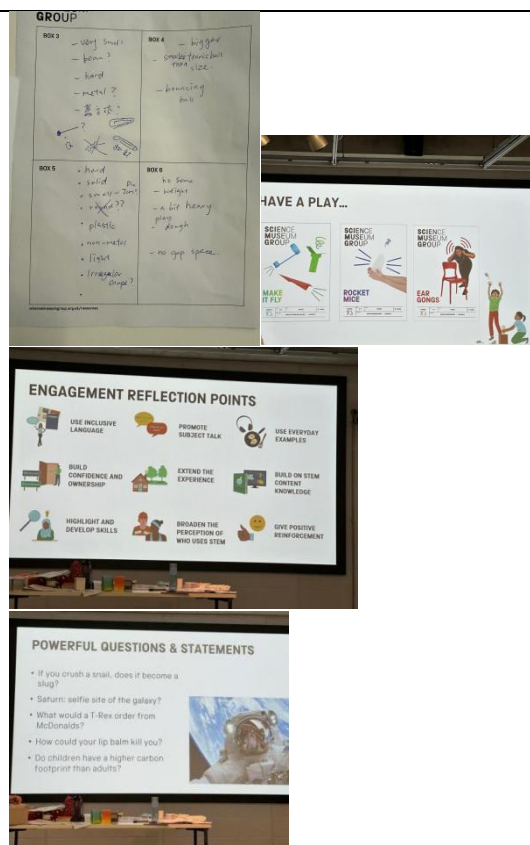 GROUP
BOX 3
- very small
- bean?
- hard
- metal?
?
BOX 4
- bigger
than
size
- bouncing
ball
BOX 5
• hard
• solid
• small
??
• plastic
• non-metal
• light
• irregular
shape?
BOX 6
- weight
- a bit heavy
play
dough
- no gap space
HAVE A PLAY...
SCIENCE
MUSEUM
GROUP
MAKE
IT FLY
SCIENCE
MUSEUM
GROUP
ROCKET
MICE
SCIENCE
MUSEUM
GROUP
EAR
GONGS
ENGAGEMENT REFLECTION POINTS
USE INCLUSIVE
LANGUAGE
PROMOTE
SUBJECT TALK
USE EVERYDAY
EXAMPLES
BUILD
CONFIDENCE AND
OWNERSHIP
EXTEND THE
EXPERIENCE
BUILD ON STEM
CONTENT
KNOWLEDGE
HIGHLIGHT AND
DEVELOP SKILLS
BROADEN THE
PERCEPTION OF
WHO USES STEM
GIVE POSITIVE
REINFORCEMENT
POWERFUL QUESTIONS & STATEMENTS
• If you crush a snail, does it become a
slug?
• Saturn: selfie site of the galaxy?
• What would a T-Rex order from
McDonalds?
• How could your lip balm kill you?
• Do children have a higher carbon
footprint than adults?